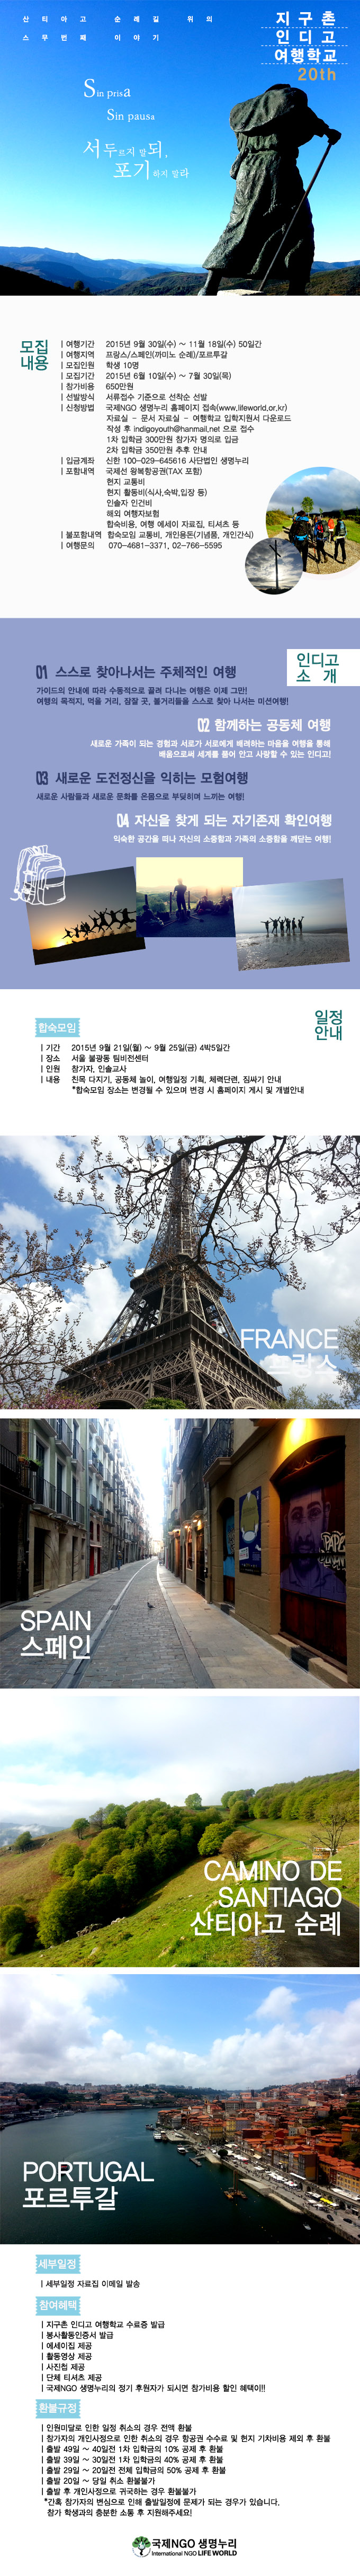 산 티 아 고 순 례 길 위 의
스 무 번 째 이 야 기
지 구 촌
인 디 고
여행학교
20th
Sin prisa
Sin pausa
서두르지 말되,
포기하지 말라
모집
내용
| 여행기간 2015년 9월 30일(수) ~ 11월 18일(수) 50일간
| 여행지역 프랑스/스페인(까미노 순례)/포르투갈
| 모집인원 학생 10명
| 모집기간 2015년 6월 10일(수) ~ 7월 30일(목)
| 참가비용 650만원
| 선발방식 서류접수 기준으로 선착순 선발
| 신청방법 국제NGO 생명누리 홈페이지 접속(www.lifeworld.or.kr)
자료실 – 문서 자료실 – 여행학교 입학지원서 다운로드
작성 후 indigoyouth@hanmail.net 으로 접수
1차 입학금 300만원 참가자 명의로 입금
2차 입학금 350만원 추후 안내
| 입금계좌 신한 100-029-645616 사단법인 생명누리
| 포함내역 국제선 왕복항공권(TAX 포함)
현지 교통비
현지 활동비(식사,숙박,입장 등)
인솔자 인건비
해외 여행자보험
합숙비용, 여행 에세이 자료집, 티셔츠 등
| 불포함내역 합숙모임 교통비, 개인용돈(기념품, 개인간식)
| 여행문의 070-4681-3371, 02-766-5595
인디고
소 개
01 스스로 찾아나서는 주체적인 여행
가이드의 안내에 따라 수동적으로 끌려 다니는 여행은 이제 그만!
여행의 목적지, 먹을 거리, 잠잘 곳, 볼거리들을 스스로 찾아 나서는 미션여행!
02 함께하는 공동체 여행
새로운 가족이 되는 경험과 서로가 서로에게 배려하는 마음을 여행을 통해
배움으로써 세계를 품어 안고 사랑할 수 있는 인디고!
03 새로운 도전정신을 익히는 모험여행
새로운 사람들과 새로운 문화를 온몸으로 부딪히며 느끼는 여행!
04 자신을 찾게 되는 자기존재 확인여행
익숙한 공간을 떠나 자신의 소중함과 가족의 소중함을 깨닫는 여행!
일정
안내
합숙모임
| 기간 2015년 9월 21일(월) ~ 9월 25일(금) 4박5일간
| 장소 서울 불광동 팀비전센터
| 인원 참가자, 인솔교사
| 내용 친목 다지기, 공동체 놀이, 여행일정 기획, 체력단련, 짐싸기 안내
*합숙모임 장소는 변경될 수 있으며 변경 시 홈페이지 게시 및 개별안내
FRANCE
프랑스
SPAIN
스페인
CAMINO DE
SANTIAGO
산티아고 순례
PORTUGAL
포르투갈
세부일정
| 세부일정 자료집 이메일 발송
참여혜택
| 지구촌 인디고 여행학교 수료증 발급
| 봉사활동인증서 발급
| 에세이집 제공
| 활동영상 제공
| 사진첩 제공
| 단체 티셔츠 제공
| 국제NGO 생명누리의 정기 후원자가 되시면 참가비용 할인 혜택이!!
환불규정
| 인원미달로 인한 일정 취소의 경우 전액 환불
| 참가자의 개인사정으로 인한 취소의 경우 항공권 수수료 및 현지 기차비용 제외 후 환불
| 출발 49일 ~ 40일전 1차 입학금의 10% 공제 후 환불
| 출발 39일 ~ 30일전 1차 입학금의 40% 공제 후 환불
| 출발 29일 ~ 20일전 전체 입학금의 50% 공제 후 환불
| 출발 20일 ~ 당일 취소 환불불가
| 출발 후 개인사정으로 귀국하는 경우 환불불가
*간혹 참가자의 변심으로 인해 출발일정에 문제가 되는 경우가 있습니다.
참가 학생과의 충분한 소통 후 지원해주세요!
국제NGO 생명누리
International NGO LIFE WORLD